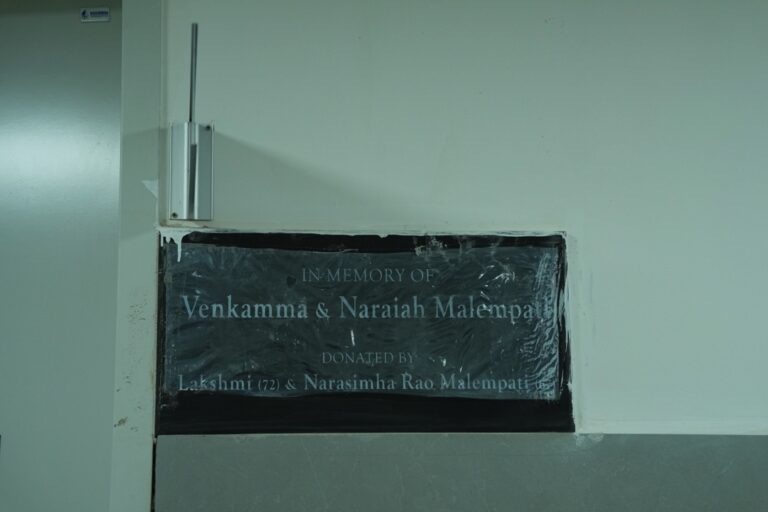 IN MEMORY OF
Venkamma & Naraiah Malempati
DONATED BY
Lakshmi (72) & Narasimha Rao Malempati